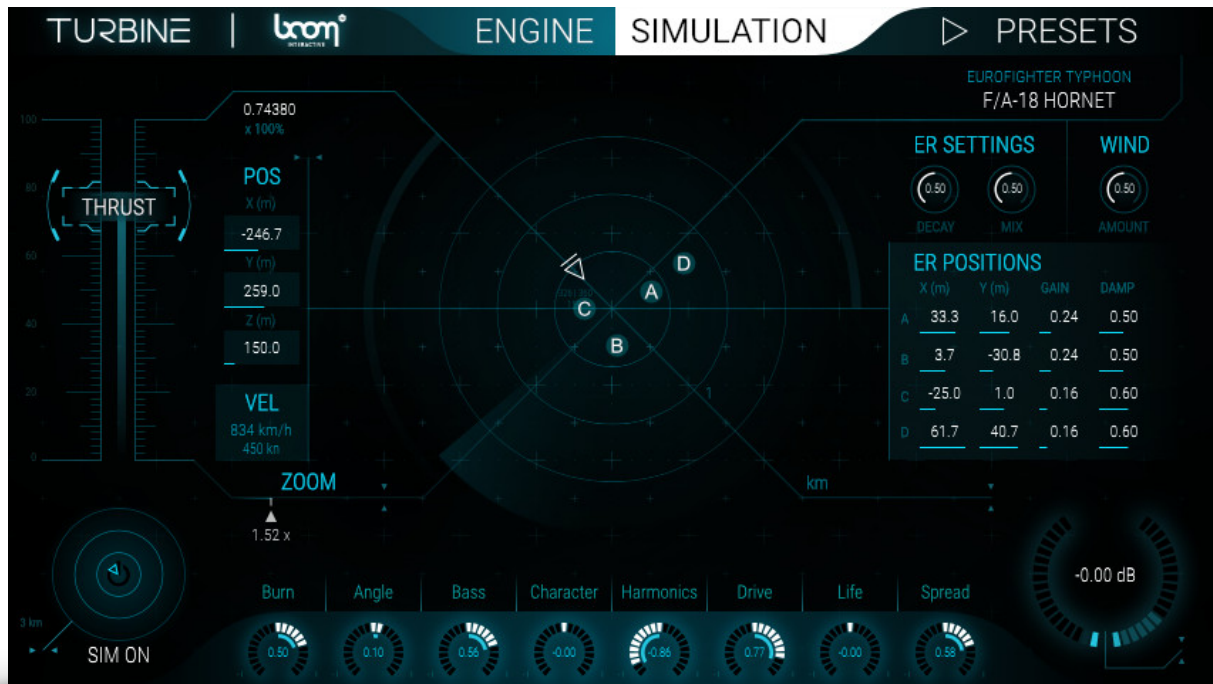 TURBINE
boom
INTERACTIVE
ENGINE
SIMULATION
PRESETS
EUROFIGHTER TYPHOON
F/A-18 HORNET
0.74380
x 100%
100
80
60
40
20
0
THRUST
POS
X (m)
-246.7
Y (m)
259.0
Z (m)
150.0
VEL
834 km/h
450 kn
ZOOM
1.52 x
D
A
C
B
1
km
ER SETTINGS
WIND
0.50
0.50
0.50
DECAY
MIX
AMOUNT
ER POSITIONS
X (m) Y (m) GAIN DAMP
A 33.3 16.0 0.24 0.50
B 3.7 -30.8 0.24 0.50
C -25.0 1.0 0.16 0.60
D 61.7 40.7 0.16 0.60
3 km
SIM ON
-0.00 dB
Burn Angle Bass Character Harmonics Drive Life Spread
0.50 0.10 0.56 -0.00 -0.86 0.77 -0.00 0.58